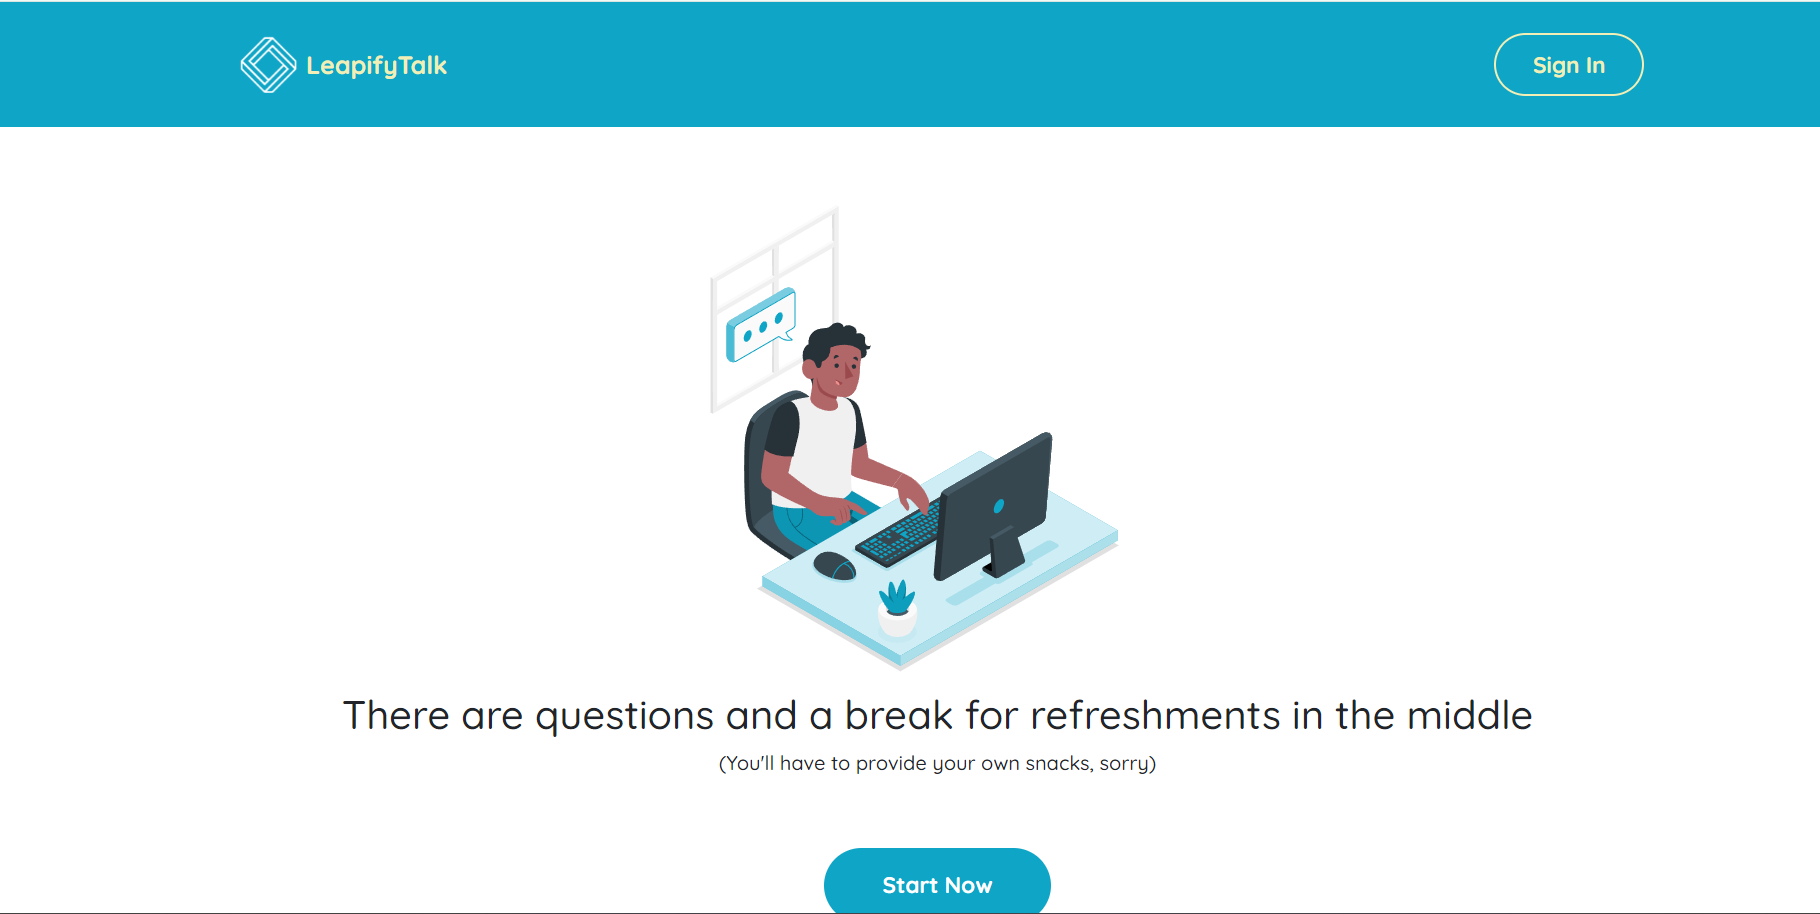 LeapifyTalk
Sign In
There are questions and a break for refreshments in the middle
(You'll have to provide your own snacks, sorry)
Start Now